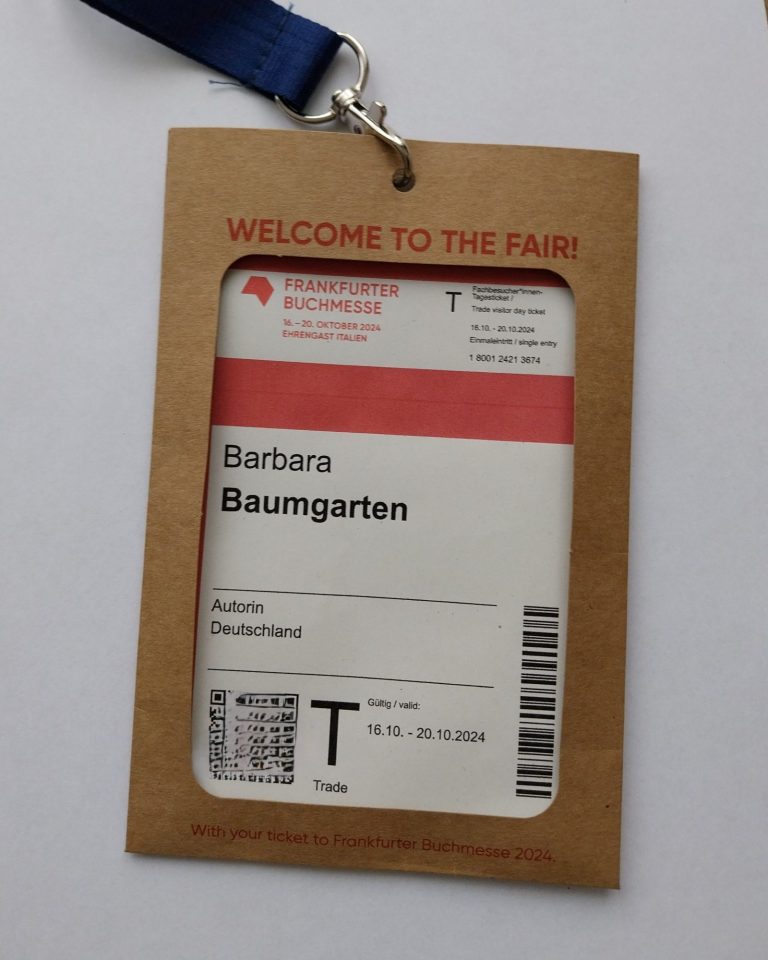 WELCOME TO THE FAIR!
FRANKFURTER
BUCHMESSE
16.–20. OKTOBER 2024
EHRENGAST ITALIEN
T
Fachbesucher*innen-
Tagesticket /
Trade visitor day ticket
16.10. - 20.10.2024
Einmaleintritt / single entry
1 8001 2421 3674
Barbara
Baumgarten
Autorin
Deutschland
T
Gültig / valid:
16.10. - 20.10.2024
Trade
With your ticket to Frankfurter Buchmesse 2024.